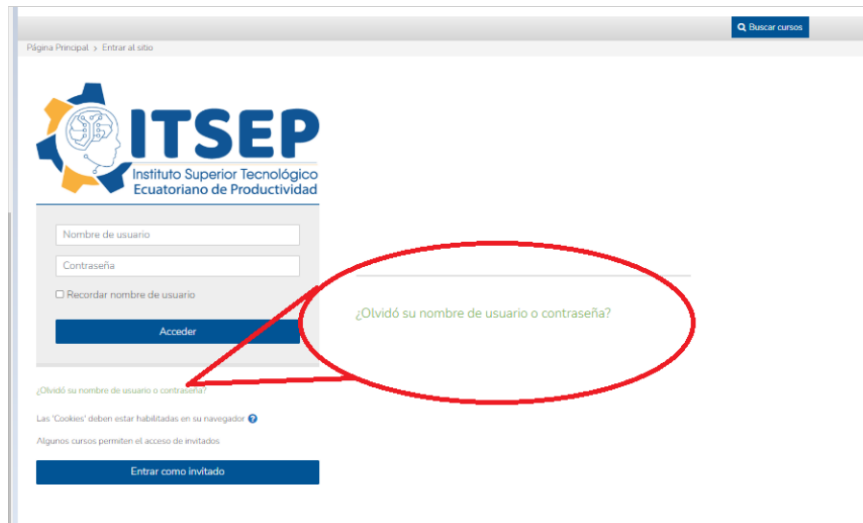 Buscar cursos
Página Principal > Entrar al sitio
ITSEP
Instituto Superior Tecnológico
Ecuatoriano de Productividad
Nombre de usuario
Contraseña
Recordar nombre de usuario
Acceder
¿Olvidó su nombre de usuario o contraseña?
¿Olvidó su nombre de usuario o contraseña?
Las 'Cookies' deben estar habilitadas en su navegador ?
Algunos cursos permiten el acceso de invitados
Entrar como invitado